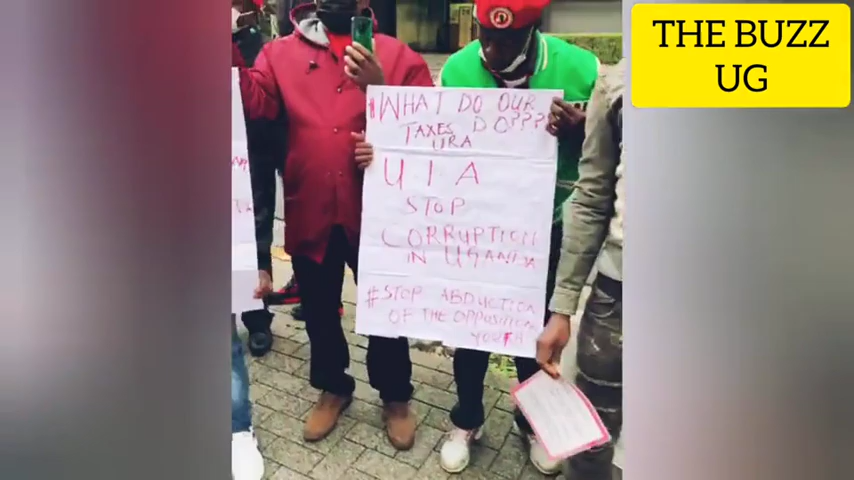 THE BUZZ
UG
#WHAT DO OUR
TAXES DO????
URA
UIA
STOP
CORRUPTION
IN UGANDA
#STOP ABDUCTION
OF THE OPPOSITION
YOUTH